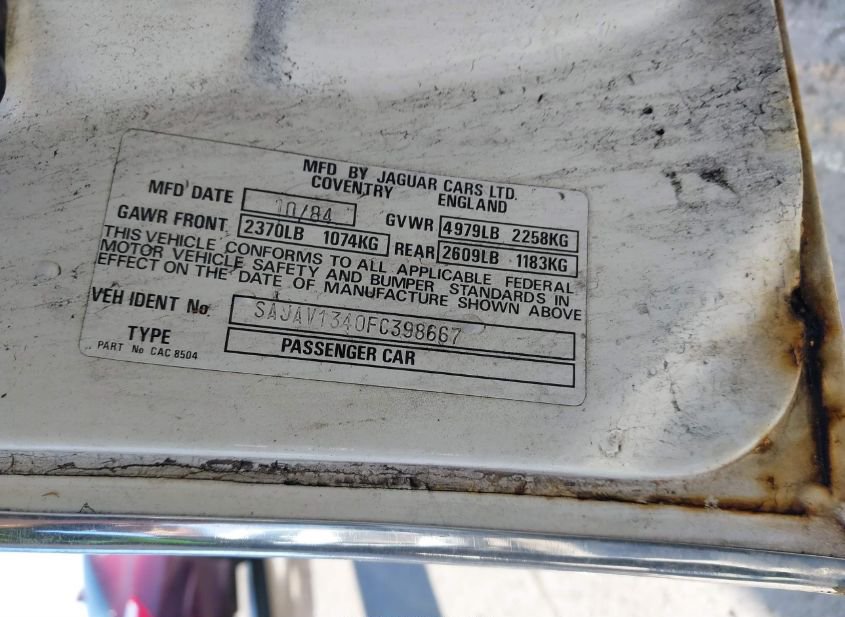 MFD BY JAGUAR CARS LTD.
COVENTRY ENGLAND
MFD DATE 10/84 GVWR 4979LB 2258KG
GAWR FRONT 2370LB 1074KG REAR 2609LB 1183KG
THIS VEHICLE CONFORMS TO ALL APPLICABLE FEDERAL
MOTOR VEHICLE SAFETY AND BUMPER STANDARDS IN
EFFECT ON THE DATE OF MANUFACTURE SHOWN ABOVE
VEH IDENT No SAJAV134OFC398667
TYPE PASSENGER CAR
PART No CAC 8504